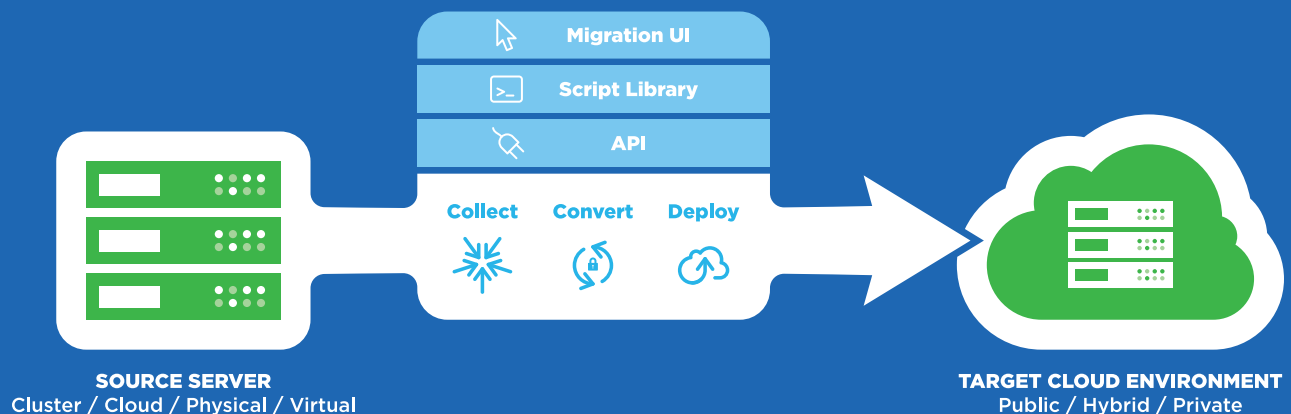 Migration UI
>_
Script Library
API
Collect Convert Deploy
SOURCE SERVER
Cluster / Cloud / Physical / Virtual
TARGET CLOUD ENVIRONMENT
Public / Hybrid / Private